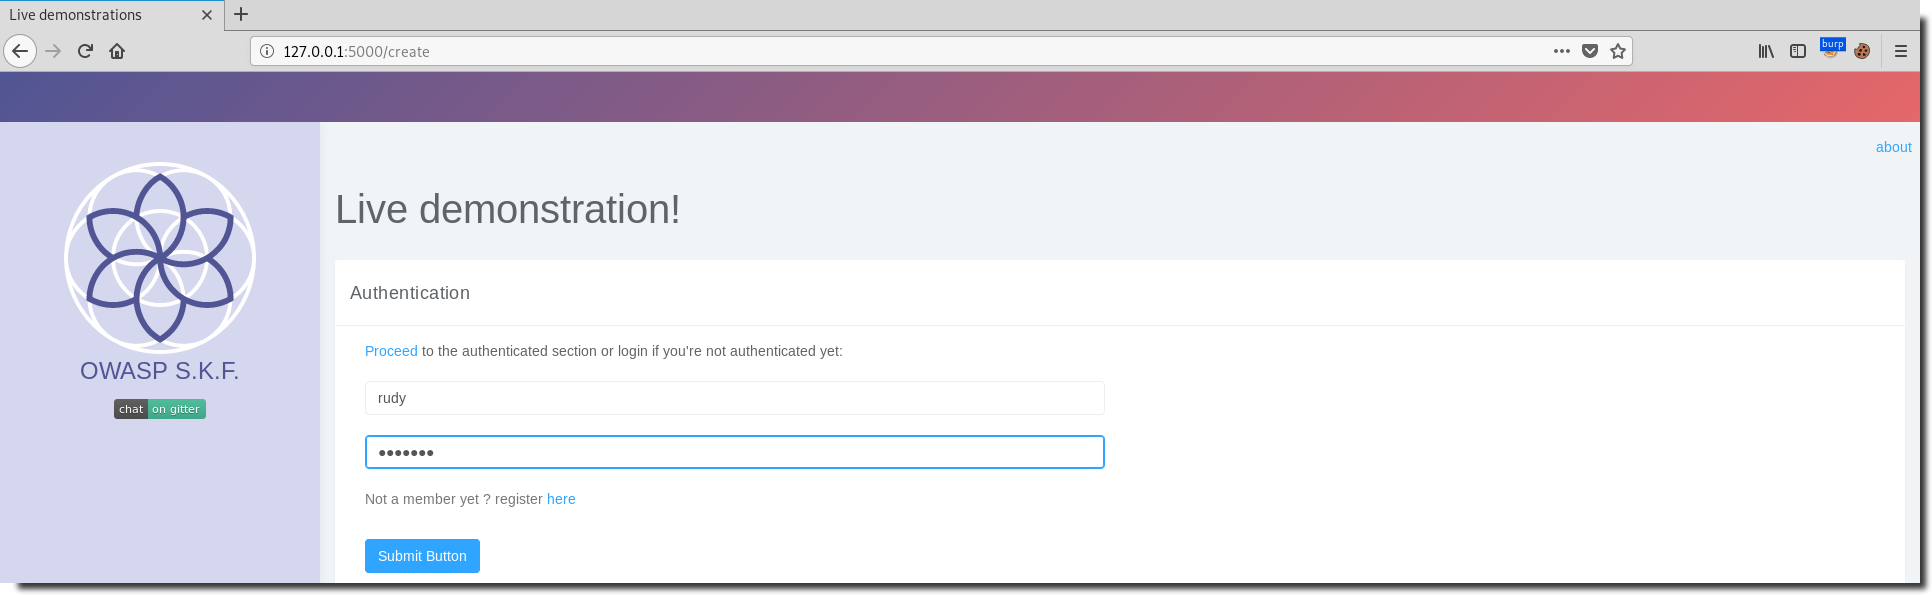 Live demonstrations
127.0.0.1:5000/create
burp
about
Live demonstration!
OWASP S.K.F.
chat on gitter
Authentication
Proceed to the authenticated section or login if you're not authenticated yet:
rudy
•••••••
Not a member yet ? register here
Submit Button